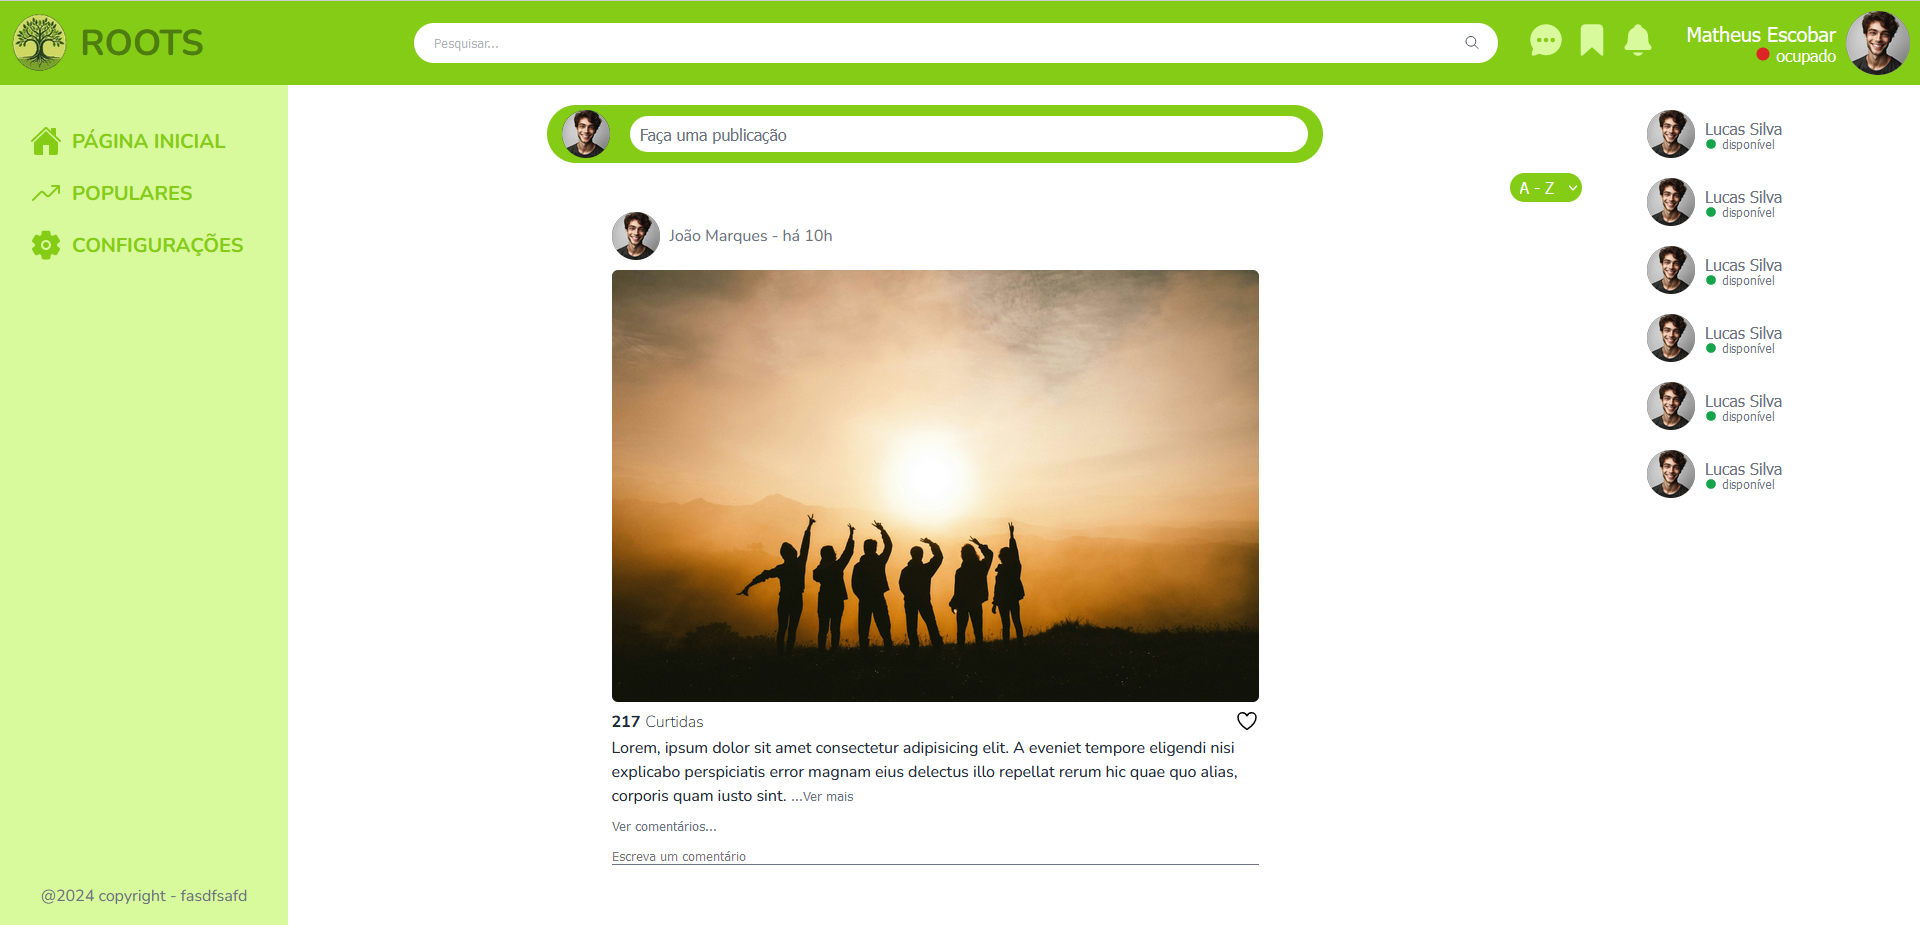 ROOTS
Pesquisar...
Matheus Escobar
ocupado
PÁGINA INICIAL
POPULARES
CONFIGURAÇÕES
@2024 copyright - fasdfsafd
Faça uma publicação
A - Z
João Marques - há 10h
217 Curtidas
Lorem, ipsum dolor sit amet consectetur adipisicing elit. A eveniet tempore eligendi nisi
explicabo perspiciatis error magnam eius delectus illo repellat rerum hic quae quo alias,
corporis quam iusto sint. ...Ver mais
Ver comentários...
Escreva um comentário
Lucas Silva
disponível
Lucas Silva
disponível
Lucas Silva
disponível
Lucas Silva
disponível
Lucas Silva
disponível
Lucas Silva
disponível